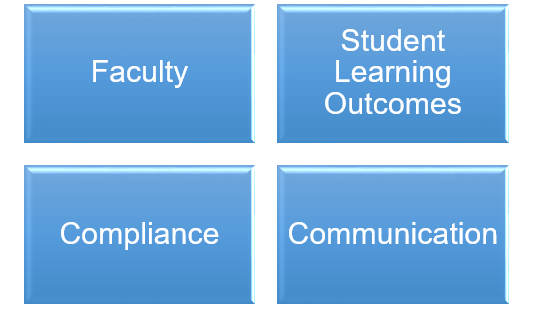 Faculty
Student
Learning
Outcomes
Compliance
Communication